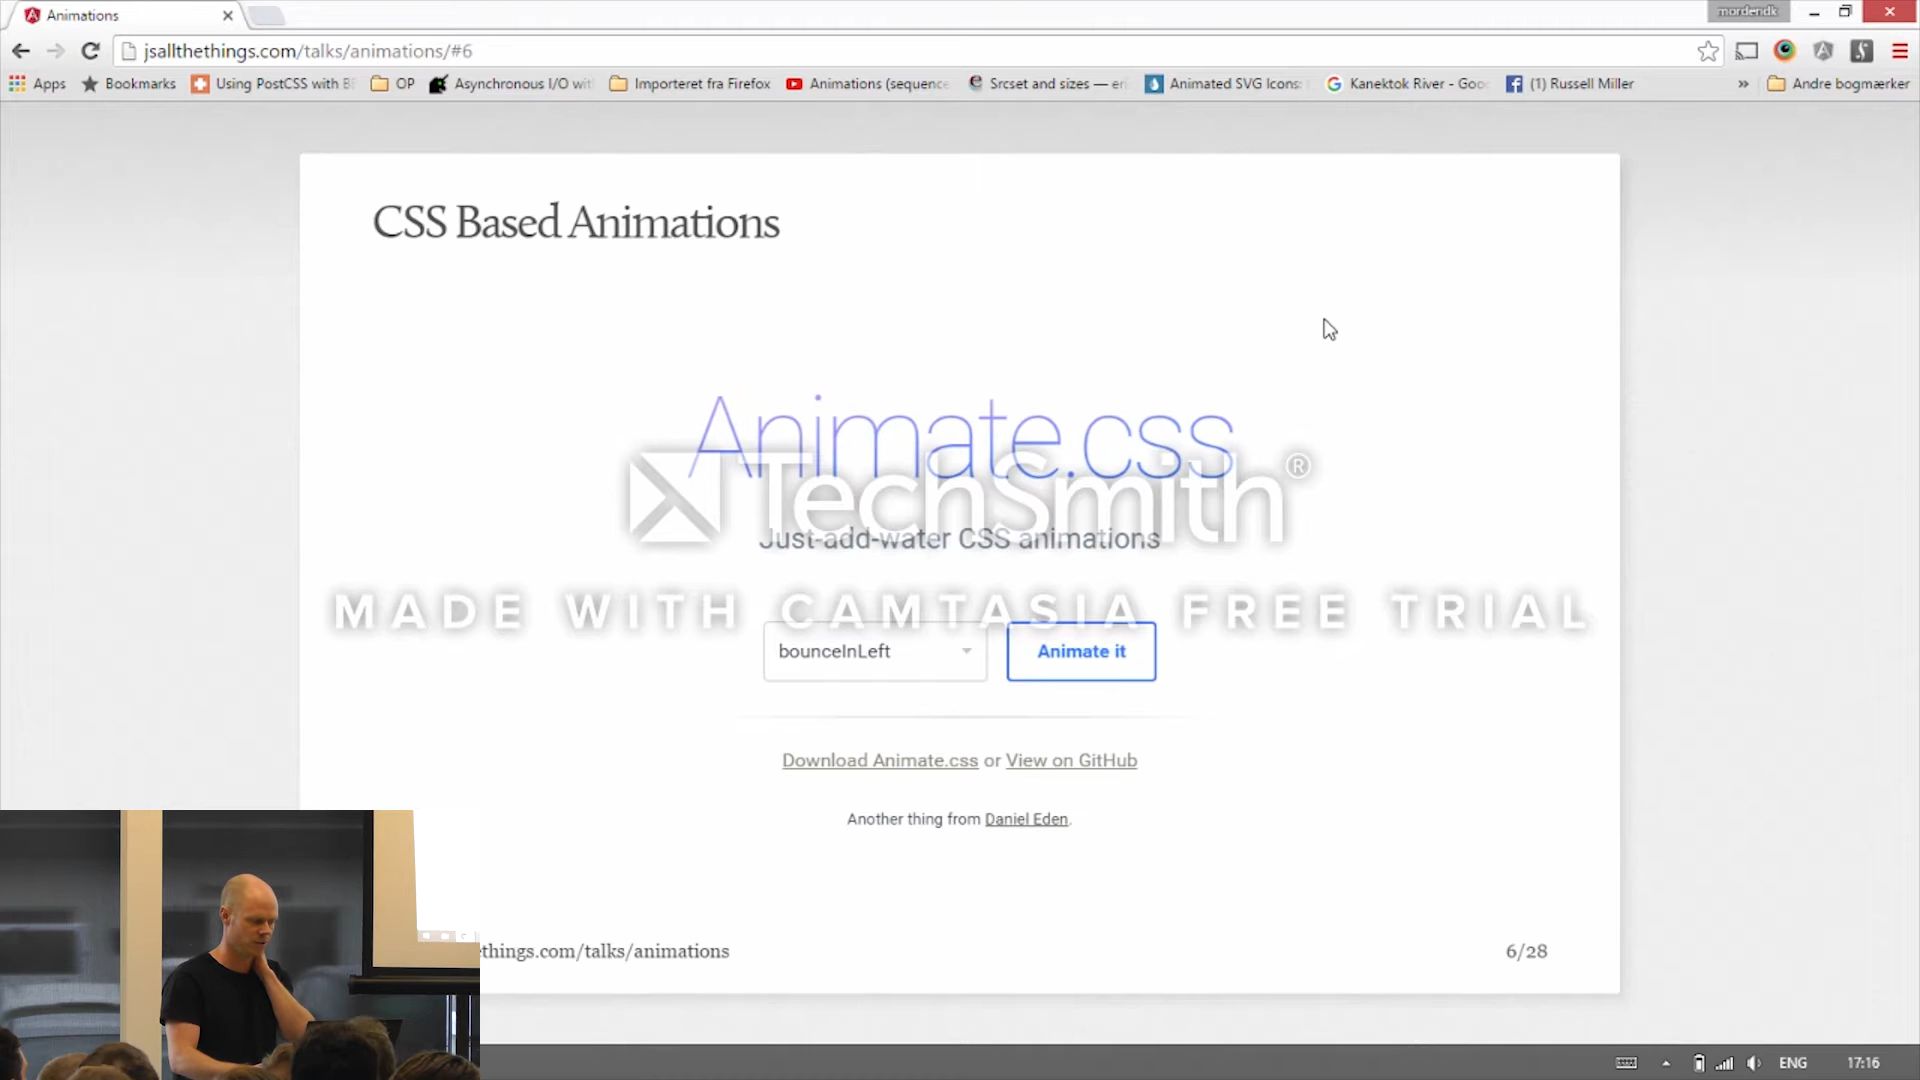 Animations
mordendk
jsallthethings.com/talks/animations/#6
Apps Bookmarks Using PostCSS with B OP Asynchronous I/O wit Importeret fra Firefox Animations (sequence Srcset and sizes — eri Animated SVG Icons: Kanektok River - Goo (1) Russell Miller » Andre bogmærker
CSS Based Animations
Animate.css
TechSmith®
Just-add-water CSS animations
MADE WITH CAMTASIA FREE TRIAL
bounceInLeft Animate it
Download Animate.css or View on GitHub
Another thing from Daniel Eden.
ethings.com/talks/animations 6/28
ENG 17:16